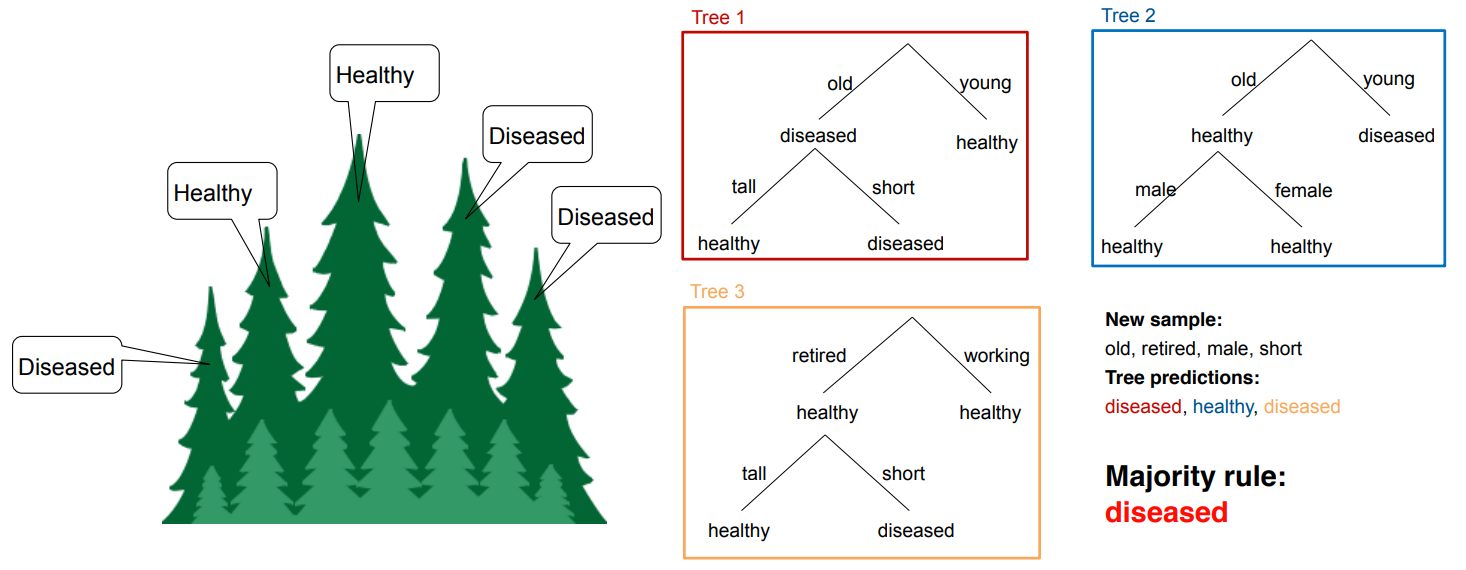 Healthy
Diseased
Healthy
Diseased
Diseased
Tree 1
old
young
diseased
healthy
tall
short
healthy
diseased
Tree 2
old
young
healthy
diseased
male
female
healthy
healthy
Tree 3
retired
working
healthy
healthy
tall
short
healthy
diseased
New sample:
old, retired, male, short
Tree predictions:
diseased, healthy, diseased
Majority rule:
diseased